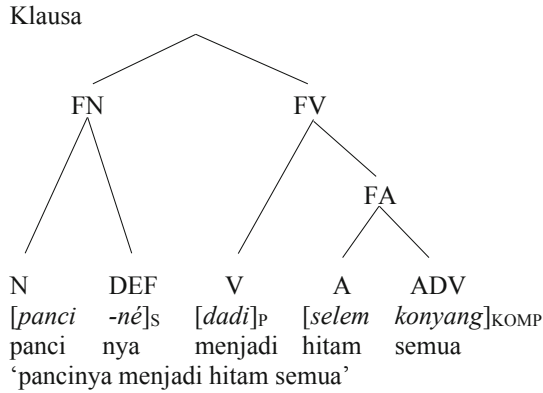 Klausa
FN FV
FA
N DEF V A ADV
[panci -né]S [dadi]P [selem konyang]KOMP
panci nya menjadi hitam semua
‘pancinya menjadi hitam semua’